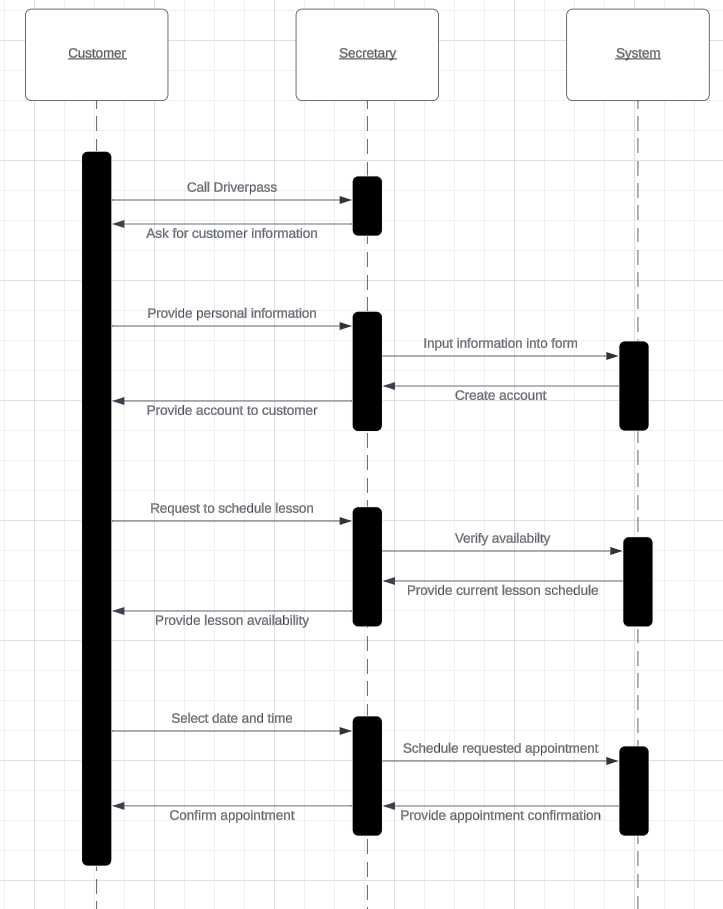 Customer
Secretary
System
Call Driverpass
Ask for customer information
Provide personal information
Input information into form
Create account
Provide account to customer
Request to schedule lesson
Verify availabilty
Provide current lesson schedule
Provide lesson availability
Select date and time
Schedule requested appointment
Confirm appointment
Provide appointment confirmation